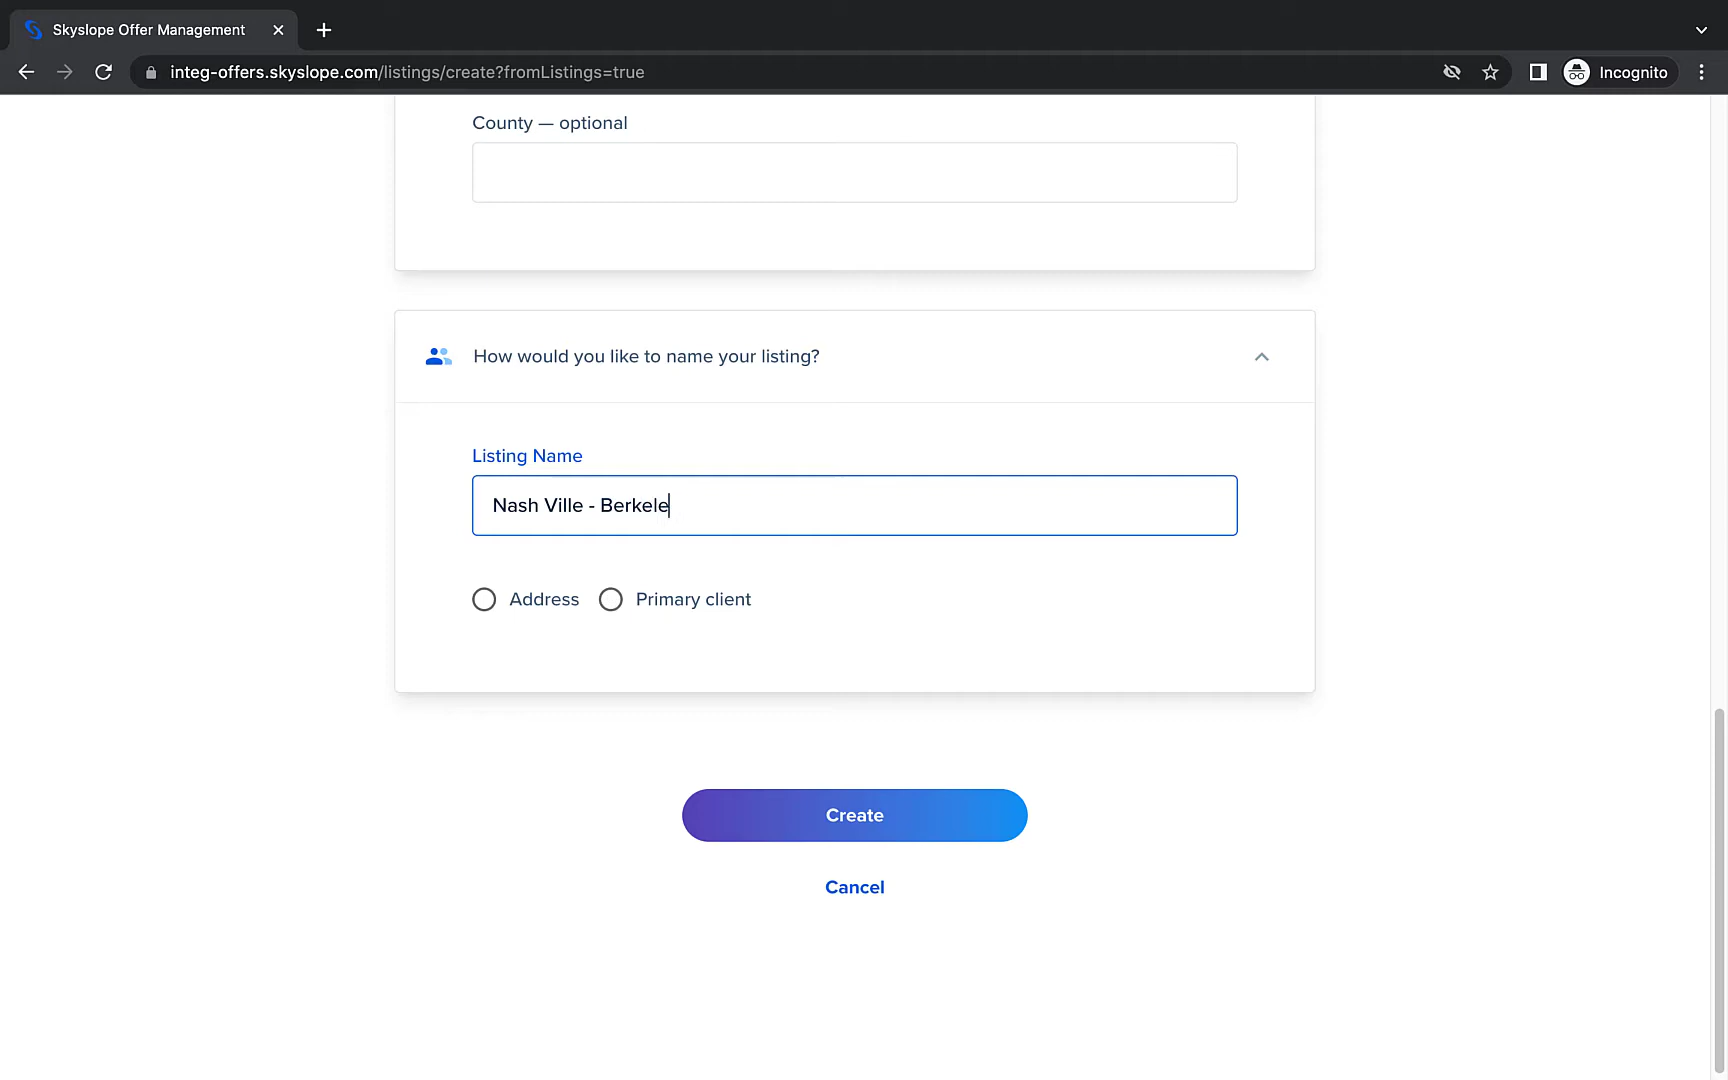 Skyslope Offer Management
integ-offers.skyslope.com/listings/create?fromListings=true
Incognito
County — optional
How would you like to name your listing?
Listing Name
Nash Ville - Berkele
Address
Primary client
Create
Cancel